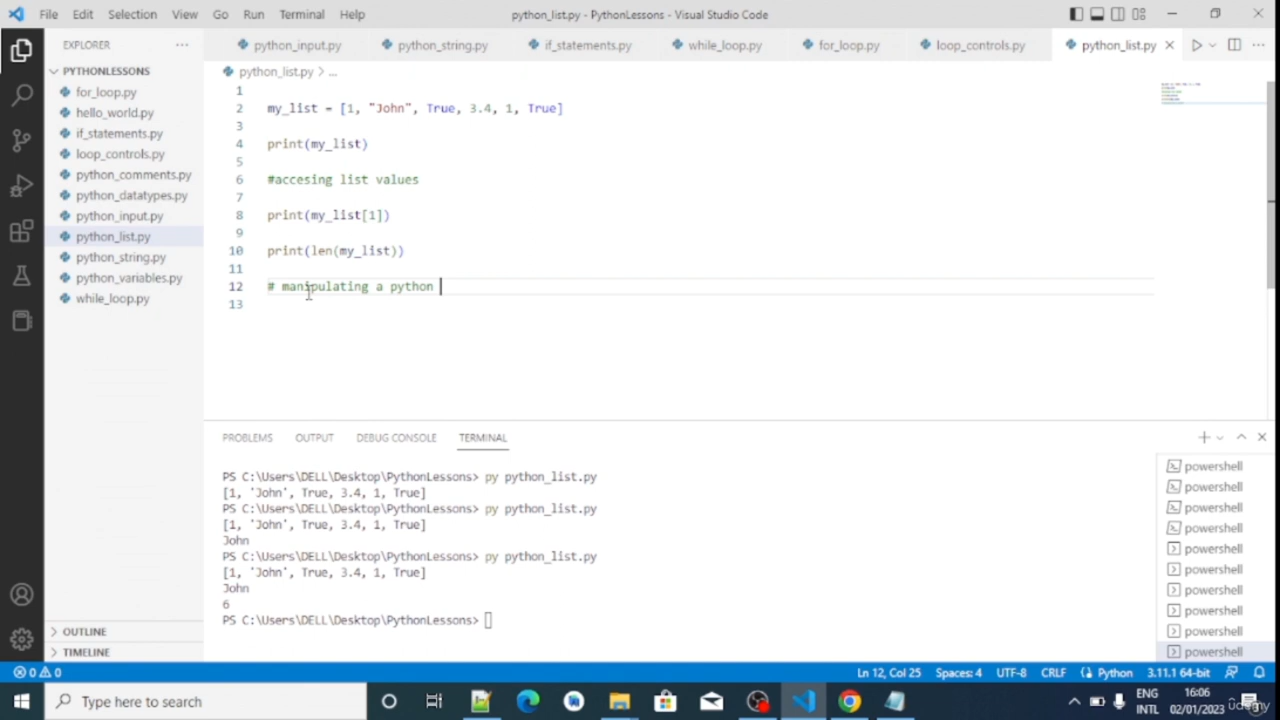 File Edit Selection View Go Run Terminal Help
python_list.py - PythonLessons - Visual Studio Code
EXPLORER
python_input.py python_string.py if_statements.py while_loop.py for_loop.py loop_controls.py python_list.py
PYTHONLESSONS
for_loop.py
hello_world.py
if_statements.py
loop_controls.py
python_comments.py
python_datatypes.py
python_input.py
python_list.py
python_string.py
python_variables.py
while_loop.py
OUTLINE
TIMELINE
python_list.py > ...
1
2 my_list = [1, "John", True, 3.4, 1, True]
3
4 print(my_list)
5
6 #accesing list values
7
8 print(my_list[1])
9
10 print(len(my_list))
11
12 # manipulating a python
13
PROBLEMS OUTPUT DEBUG CONSOLE TERMINAL
PS C:\Users\DELL\Desktop\PythonLessons> py python_list.py
[1, 'John', True, 3.4, 1, True]
PS C:\Users\DELL\Desktop\PythonLessons> py python_list.py
[1, 'John', True, 3.4, 1, True]
John
PS C:\Users\DELL\Desktop\PythonLessons> py python_list.py
[1, 'John', True, 3.4, 1, True]
John
6
PS C:\Users\DELL\Desktop\PythonLessons>
powershell
powershell
powershell
powershell
powershell
powershell
powershell
powershell
powershell
powershell
0 0 Ln 12, Col 25 Spaces: 4 UTF-8 CRLF Python 3.11.1 64-bit
Type here to search
ENG
INTL
16:06
02/01/2023
udemy